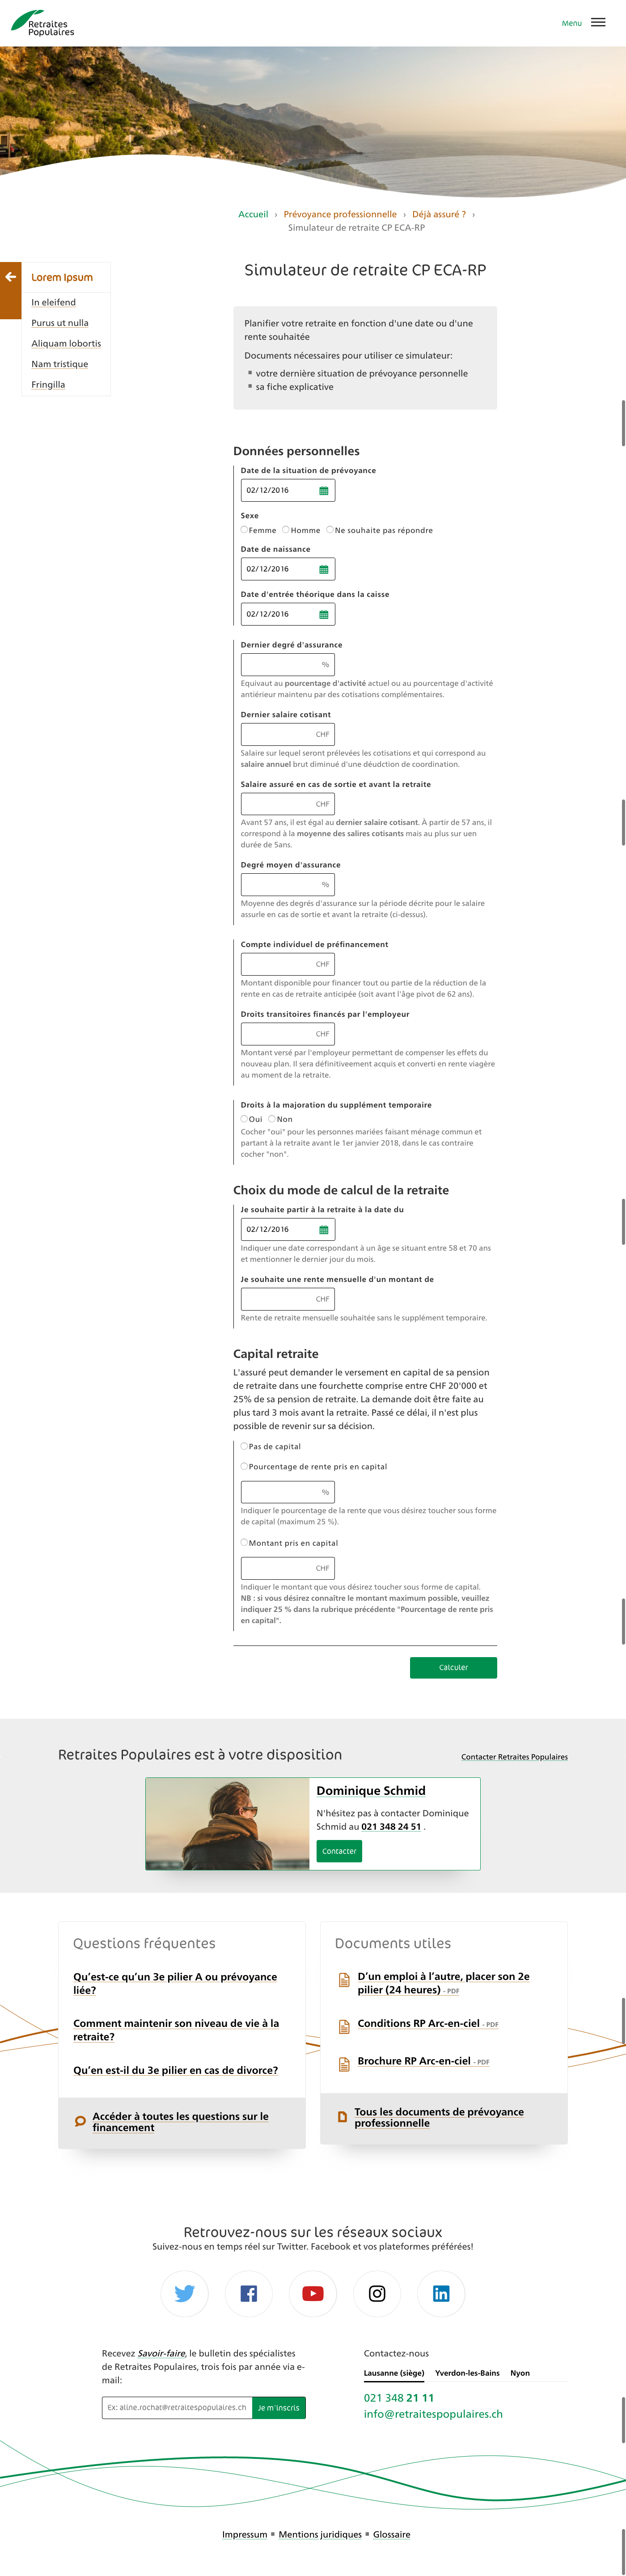 Retraites
Populaires
Menu
Accueil › Prévoyance professionnelle › Déjà assuré ? ›
Simulateur de retraite CP ECA-RP
Lorem Ipsum
In eleifend
Purus ut nulla
Aliquam lobortis
Nam tristique
Fringilla
Simulateur de retraite CP ECA-RP
Planifier votre retraite en fonction d'une date ou d'une
rente souhaitée
Documents nécessaires pour utiliser ce simulateur:
votre dernière situation de prévoyance personnelle
sa fiche explicative
Données personnelles
Date de la situation de prévoyance
02/12/2016
Sexe
Femme Homme Ne souhaite pas répondre
Date de naissance
02/12/2016
Date d'entrée théorique dans la caisse
02/12/2016
Dernier degré d'assurance
%
Equivaut au pourcentage d'activité actuel ou au pourcentage d'activité
antiérieur maintenu par des cotisations complémentaires.
Dernier salaire cotisant
CHF
Salaire sur lequel seront prélevées les cotisations et qui correspond au
salaire annuel brut diminué d'une déudction de coordination.
Salaire assuré en cas de sortie et avant la retraite
CHF
Avant 57 ans, il est égal au dernier salaire cotisant. À partir de 57 ans, il
correspond à la moyenne des salires cotisants mais au plus sur uen
durée de 5ans.
Degré moyen d'assurance
%
Moyenne des degrés d'assurance sur la période décrite pour le salaire
assurle en cas de sortie et avant la retraite (ci-dessus).
Compte individuel de préfinancement
CHF
Montant disponible pour financer tout ou partie de la réduction de la
rente en cas de retraite anticipée (soit avant l'âge pivot de 62 ans).
Droits transitoires financés par l'employeur
CHF
Montant versé par l'employeur permettant de compenser les effets du
nouveau plan. Il sera définitiveement acquis et converti en rente viagère
au moment de la retraite.
Droits à la majoration du supplément temporaire
Oui Non
Cocher "oui" pour les personnes mariées faisant ménage commun et
partant à la retraite avant le 1er janvier 2018, dans le cas contraire
cocher "non".
Choix du mode de calcul de la retraite
Je souhaite partir à la retraite à la date du
02/12/2016
Indiquer une date correspondant à un âge se situant entre 58 et 70 ans
et mentionner le dernier jour du mois.
Je souhaite une rente mensuelle d'un montant de
CHF
Rente de retraite mensuelle souhaitée sans le supplément temporaire.
Capital retraite
L'assuré peut demander le versement en capital de sa pension
de retraite dans une fourchette comprise entre CHF 20'000 et
25% de sa pension de retraite. La demande doit être faite au
plus tard 3 mois avant la retraite. Passé ce délai, il n'est plus
possible de revenir sur sa décision.
Pas de capital
Pourcentage de rente pris en capital
%
Indiquer le pourcentage de la rente que vous désirez toucher sous forme
de capital (maximum 25 %).
Montant pris en capital
CHF
Indiquer le montant que vous désirez toucher sous forme de capital.
NB : si vous désirez connaître le montant maximum possible, veuillez
indiquer 25 % dans la rubrique précédente "Pourcentage de rente pris
en capital".
Calculer
Retraites Populaires est à votre disposition
Contacter Retraites Populaires
Dominique Schmid
N'hésitez pas à contacter Dominique
Schmid au 021 348 24 51 .
Contacter
Questions fréquentes
Qu’est-ce qu’un 3e pilier A ou prévoyance
liée?
Comment maintenir son niveau de vie à la
retraite?
Qu’en est-il du 3e pilier en cas de divorce?
Accéder à toutes les questions sur le
financement
Documents utiles
D’un emploi à l’autre, placer son 2e
pilier (24 heures) - PDF
Conditions RP Arc-en-ciel - PDF
Brochure RP Arc-en-ciel - PDF
Tous les documents de prévoyance
professionnelle
Retrouvez-nous sur les réseaux sociaux
Suivez-nous en temps réel sur Twitter. Facebook et vos plateformes préférées!
Recevez Savoir-faire, le bulletin des spécialistes
de Retraites Populaires, trois fois par année via e-
mail:
Ex: aline.rochat@retraitespopulaires.ch
Je m'inscris
Contactez-nous
Lausanne (siège) Yverdon-les-Bains Nyon
021 348 21 11
info@retraitespopulaires.ch
Impressum Mentions juridiques Glossaire